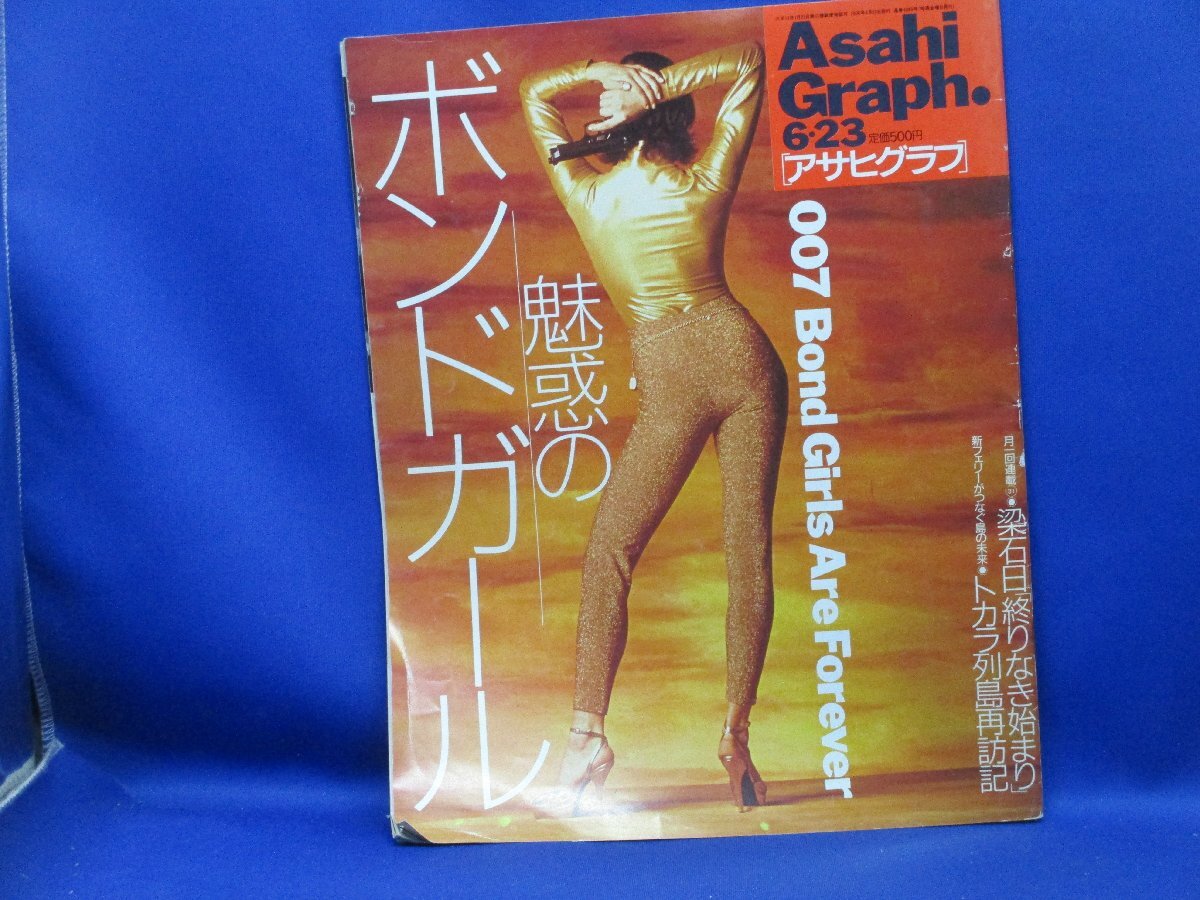 Asahi
Graph.
6・23 定価500円
[アサヒグラフ]
魅惑の
ボンドガール
007 Bond Girls Are Forever
月一回連載●梁石日「終りなき始まり」
新フェリーがつなぐ島の未来●トカラ列島再訪記